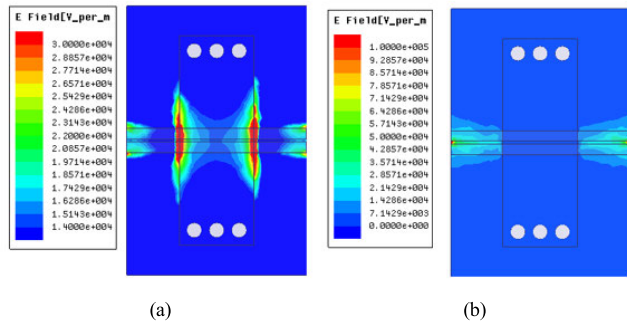 E Field[V_per_m
3.0000e+004
2.8857e+004
2.7714e+004
2.6571e+004
2.5429e+004
2.4286e+004
2.3143e+004
2.2000e+004
2.0857e+004
1.9714e+004
1.8571e+004
1.7429e+004
1.6286e+004
1.5143e+004
1.4000e+004
E Field[V_per_m
1.0000e+005
9.2857e+004
8.5714e+004
7.8571e+004
7.1429e+004
6.4286e+004
5.7143e+004
5.0000e+004
4.2857e+004
3.5714e+004
2.8571e+004
2.1429e+004
1.4286e+004
7.1429e+003
0.0000e+000
(a)
(b)